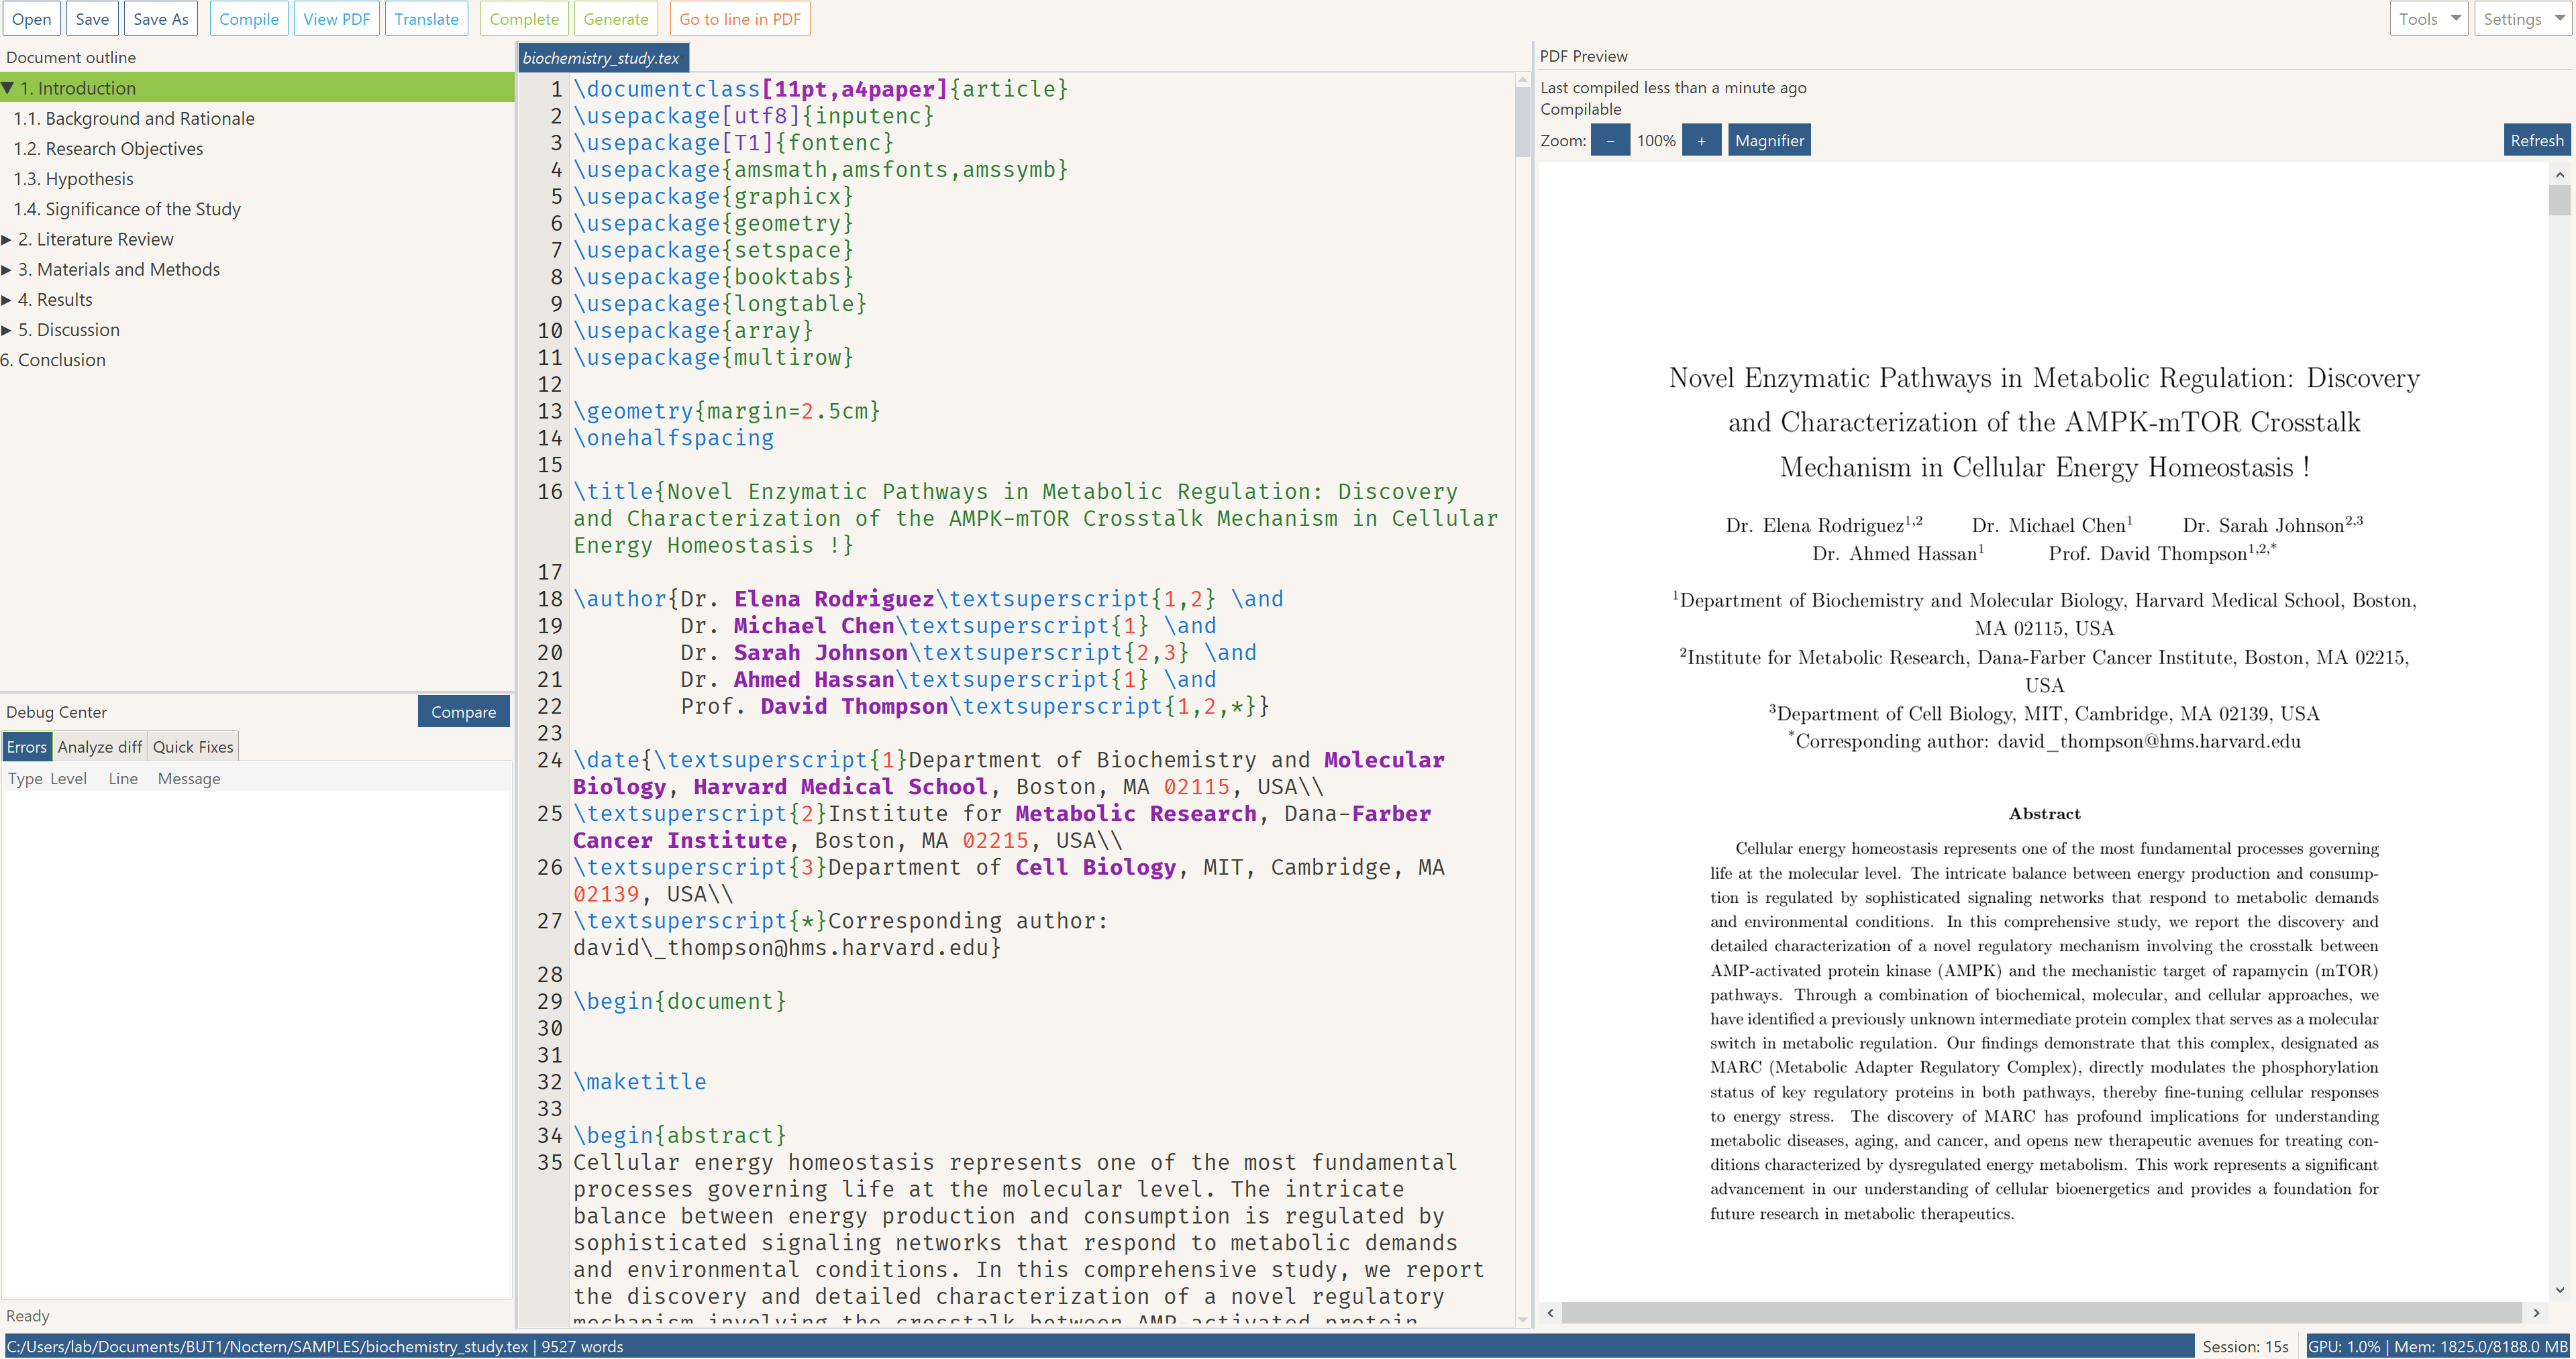 Open Save Save As Compile View PDF Translate Complete Generate Go to line in PDF Tools Settings
Document outline
1. Introduction
1.1. Background and Rationale
1.2. Research Objectives
1.3. Hypothesis
1.4. Significance of the Study
2. Literature Review
3. Materials and Methods
4. Results
5. Discussion
6. Conclusion
Debug Center Compare
Errors Analyze diff Quick Fixes
Type Level Line Message
Ready
biochemistry_study.tex
1 \documentclass[11pt,a4paper]{article}
2 \usepackage[utf8]{inputenc}
3 \usepackage[T1]{fontenc}
4 \usepackage{amsmath,amsfonts,amssymb}
5 \usepackage{graphicx}
6 \usepackage{geometry}
7 \usepackage{setspace}
8 \usepackage{booktabs}
9 \usepackage{longtable}
10 \usepackage{array}
11 \usepackage{multirow}
12
13 \geometry{margin=2.5cm}
14 \onehalfspacing
15
16 \title{Novel Enzymatic Pathways in Metabolic Regulation: Discovery
and Characterization of the AMPK-mTOR Crosstalk Mechanism in Cellular
Energy Homeostasis !}
17
18 \author{Dr. Elena Rodriguez\textsuperscript{1,2} \and
19 Dr. Michael Chen\textsuperscript{1} \and
20 Dr. Sarah Johnson\textsuperscript{2,3} \and
21 Dr. Ahmed Hassan\textsuperscript{1} \and
22 Prof. David Thompson\textsuperscript{1,2,*}}
23
24 \date{\textsuperscript{1}Department of Biochemistry and Molecular
Biology, Harvard Medical School, Boston, MA 02115, USA\\
25 \textsuperscript{2}Institute for Metabolic Research, Dana-Farber
Cancer Institute, Boston, MA 02215, USA\\
26 \textsuperscript{3}Department of Cell Biology, MIT, Cambridge, MA
02139, USA\\
27 \textsuperscript{*}Corresponding author:
david\_thompson@hms.harvard.edu}
28
29 \begin{document}
30
31
32 \maketitle
33
34 \begin{abstract}
35 Cellular energy homeostasis represents one of the most fundamental
processes governing life at the molecular level. The intricate
balance between energy production and consumption is regulated by
sophisticated signaling networks that respond to metabolic demands
and environmental conditions. In this comprehensive study, we report
the discovery and detailed characterization of a novel regulatory
mechanism involving the crosstalk between AMP-activated protein
PDF Preview
Last compiled less than a minute ago
Compilable
Zoom: − 100% + Magnifier Refresh
Novel Enzymatic Pathways in Metabolic Regulation: Discovery
and Characterization of the AMPK-mTOR Crosstalk
Mechanism in Cellular Energy Homeostasis !
Dr. Elena Rodriguez1,2 Dr. Michael Chen1 Dr. Sarah Johnson2,3
Dr. Ahmed Hassan1 Prof. David Thompson1,2,*
1Department of Biochemistry and Molecular Biology, Harvard Medical School, Boston,
MA 02115, USA
2Institute for Metabolic Research, Dana-Farber Cancer Institute, Boston, MA 02215,
USA
3Department of Cell Biology, MIT, Cambridge, MA 02139, USA
*Corresponding author: david_thompson@hms.harvard.edu
Abstract
Cellular energy homeostasis represents one of the most fundamental processes governing
life at the molecular level. The intricate balance between energy production and consump-
tion is regulated by sophisticated signaling networks that respond to metabolic demands
and environmental conditions. In this comprehensive study, we report the discovery and
detailed characterization of a novel regulatory mechanism involving the crosstalk between
AMP-activated protein kinase (AMPK) and the mechanistic target of rapamycin (mTOR)
pathways. Through a combination of biochemical, molecular, and cellular approaches, we
have identified a previously unknown intermediate protein complex that serves as a molecular
switch in metabolic regulation. Our findings demonstrate that this complex, designated as
MARC (Metabolic Adapter Regulatory Complex), directly modulates the phosphorylation
status of key regulatory proteins in both pathways, thereby fine-tuning cellular responses
to energy stress. The discovery of MARC has profound implications for understanding
metabolic diseases, aging, and cancer, and opens new therapeutic avenues for treating con-
ditions characterized by dysregulated energy metabolism. This work represents a significant
advancement in our understanding of cellular bioenergetics and provides a foundation for
future research in metabolic therapeutics.
C:/Users/lab/Documents/BUT1/Noctern/SAMPLES/biochemistry_study.tex | 9527 words Session: 15s GPU: 1.0% | Mem: 1825.0/8188.0 MB